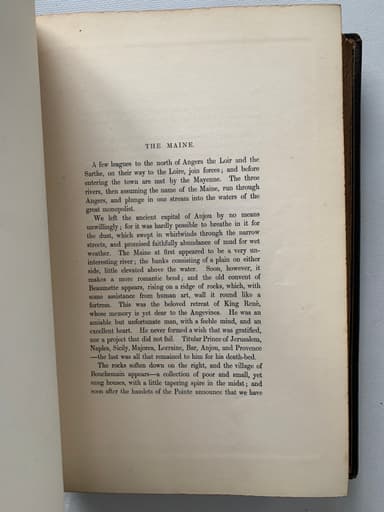 THE MAINE.
A few leagues to the north of Angers the Loir and the
Sarthe, on their way to the Loire, join forces; and before
entering the town are met by the Mayenne. The three
rivers, then assuming the name of the Maine, run through
Angers, and plunge in one stream into the waters of the
great monopolist.
We left the ancient capital of Anjou by no means
unwillingly; for it was hardly possible to breathe in it for
the dust, which swept in whirlwinds through the narrow
streets, and promised faithfully abundance of mud for wet
weather. The Maine at first appeared to be a very un-
interesting river; the banks consisting of a plain on either
side, little elevated above the water. Soon, however, it
makes a more romantic bend; and the old convent of
Beaumatte appears, rising on a ridge of rocks, which, with
some assistance from human art, wall it round like a
fortress. This was the beloved retreat of King René,
whose memory is yet dear to the Angevines. He was an
amiable but unfortunate man, with a feeble mind, and an
excellent heart. He never formed a wish that was gratified,
nor a project that did not fail. Titular Prince of Jerusalem,
Naples, Sicily, Majorca, Lorraine, Bar, Anjou, and Provence
—the last was all that remained to him for his death-bed.
The rocks soften down on the right, and the village of
Bouchemain appears—a collection of poor and small, yet
snug houses, with a little tapering spire in the midst; and
soon after the hamlets of the Pointe announce that we have